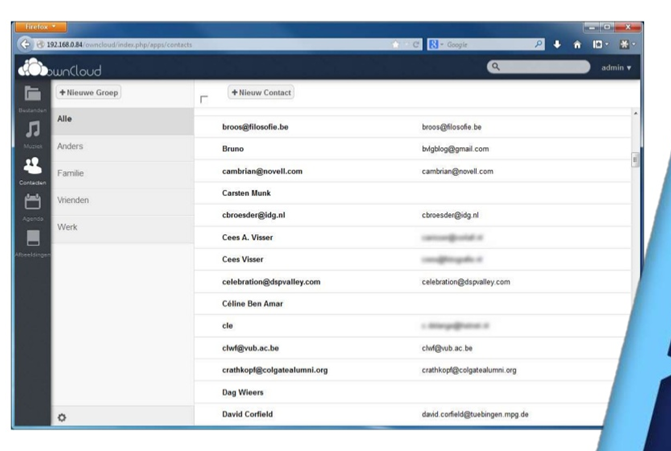 Firefox
192.168.0.84/owncloud/index.php/apps/contacts
Google
ownCloud
admin
Bestanden
Muziek
Contacten
Agenda
Afbeeldingen
+ Nieuwe Groep
Alle
Anders
Familie
Vrienden
Werk
+ Nieuw Contact
broos@filosofie.be broos@filosofie.be
Bruno bvlgblog@gmail.com
cambrian@novell.com cambrian@novell.com
Carsten Munk
cbroesder@idg.nl cbroesder@idg.nl
Cees A. Visser
Cees Visser
celebration@dspvalley.com celebration@dspvalley.com
Céline Ben Amar
cle
clwf@vub.ac.be clwf@vub.ac.be
crathkopf@colgatealumni.org crathkopf@colgatealumni.org
Dag Wieers
David Corfield david.corfield@tuebingen.mpg.de